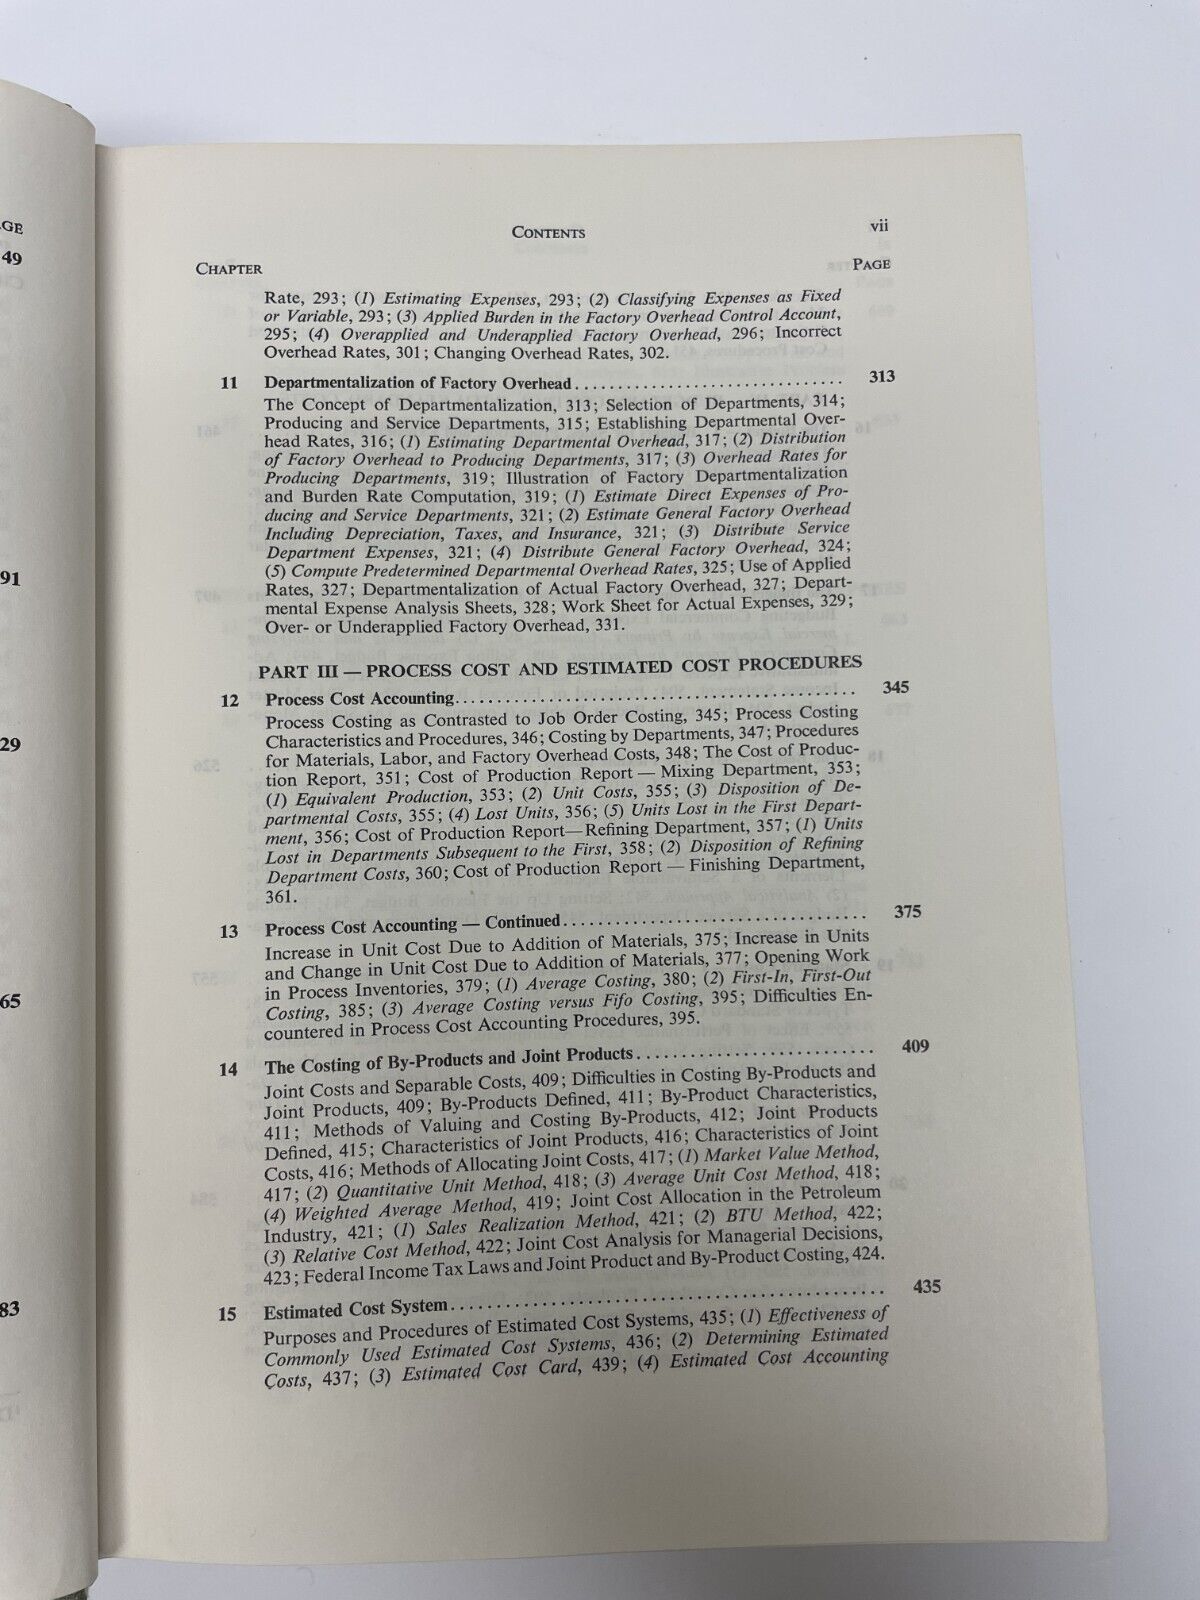 GE
49
91
29
65
83
CONTENTS
vii
CHAPTER
PAGE
Rate, 293; (1) Estimating Expenses, 293; (2) Classifying Expenses as Fixed
or Variable, 293; (3) Applied Burden in the Factory Overhead Control Account,
295; (4) Overapplied and Underapplied Factory Overhead, 296; Incorrect
Overhead Rates, 301; Changing Overhead Rates, 302.
11 Departmentalization of Factory Overhead............................... 313
The Concept of Departmentalization, 313; Selection of Departments, 314;
Producing and Service Departments, 315; Establishing Departmental Over-
head Rates, 316; (1) Estimating Departmental Overhead, 317; (2) Distribution
of Factory Overhead to Producing Departments, 317; (3) Overhead Rates for
Producing Departments, 319; Illustration of Factory Departmentalization
and Burden Rate Computation, 319; (1) Estimate Direct Expenses of Pro-
ducing and Service Departments, 321; (2) Estimate General Factory Overhead
Including Depreciation, Taxes, and Insurance, 321; (3) Distribute Service
Department Expenses, 321; (4) Distribute General Factory Overhead, 324;
(5) Compute Predetermined Departmental Overhead Rates, 325; Use of Applied
Rates, 327; Departmentalization of Actual Factory Overhead, 327; Depart-
mental Expense Analysis Sheets, 328; Work Sheet for Actual Expenses, 329;
Over- or Underapplied Factory Overhead, 331.
PART III — PROCESS COST AND ESTIMATED COST PROCEDURES
12 Process Cost Accounting............................................. 345
Process Costing as Contrasted to Job Order Costing, 345; Process Costing
Characteristics and Procedures, 346; Costing by Departments, 347; Procedures
for Materials, Labor, and Factory Overhead Costs, 348; The Cost of Produc-
tion Report, 351; Cost of Production Report — Mixing Department, 353;
(1) Equivalent Production, 353; (2) Unit Costs, 355; (3) Disposition of De-
partmental Costs, 355; (4) Lost Units, 356; (5) Units Lost in the First Depart-
ment, 356; Cost of Production Report—Refining Department, 357; (1) Units
Lost in Departments Subsequent to the First, 358; (2) Disposition of Refining
Department Costs, 360; Cost of Production Report — Finishing Department,
361.
13 Process Cost Accounting — Continued.................................. 375
Increase in Unit Cost Due to Addition of Materials, 375; Increase in Units
and Change in Unit Cost Due to Addition of Materials, 377; Opening Work
in Process Inventories, 379; (1) Average Costing, 380; (2) First-In, First-Out
Costing, 385; (3) Average Costing versus Fifo Costing, 395; Difficulties En-
countered in Process Cost Accounting Procedures, 395.
14 The Costing of By-Products and Joint Products........................... 409
Joint Costs and Separable Costs, 409; Difficulties in Costing By-Products and
Joint Products, 409; By-Products Defined, 411; By-Product Characteristics,
411; Methods of Valuing and Costing By-Products, 412; Joint Products
Defined, 415; Characteristics of Joint Products, 416; Characteristics of Joint
Costs, 416; Methods of Allocating Joint Costs, 417; (1) Market Value Method,
417; (2) Quantitative Unit Method, 418; (3) Average Unit Cost Method, 418;
(4) Weighted Average Method, 419; Joint Cost Allocation in the Petroleum
Industry, 421; (1) Sales Realization Method, 421; (2) BTU Method, 422;
(3) Relative Cost Method, 422; Joint Cost Analysis for Managerial Decisions,
423; Federal Income Tax Laws and Joint Product and By-Product Costing, 424.
15 Estimated Cost System................................................ 435
Purposes and Procedures of Estimated Cost Systems, 435; (1) Effectiveness of
Commonly Used Estimated Cost Systems, 436; (2) Determining Estimated
Costs, 437; (3) Estimated Cost Card, 439; (4) Estimated Cost Accounting